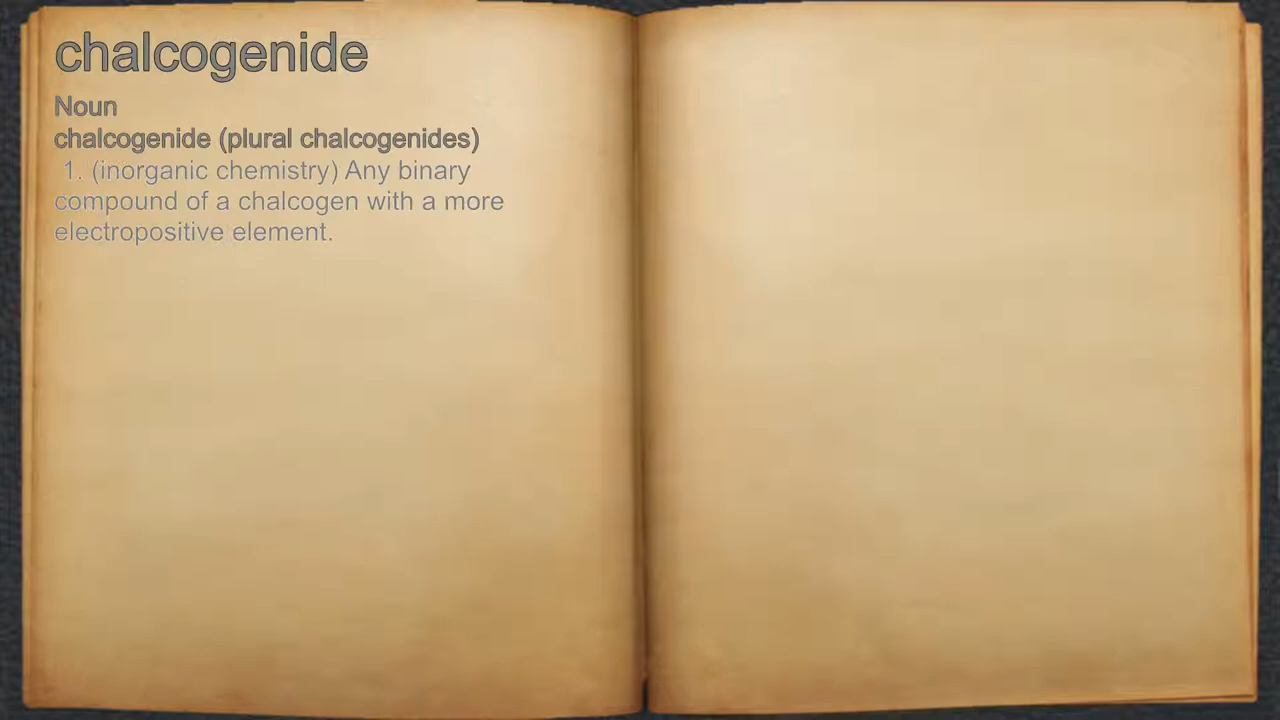 chalcogenide
Noun
chalcogenide (plural chalcogenides)
1. (inorganic chemistry) Any binary
compound of a chalcogen with a more
electropositive element.